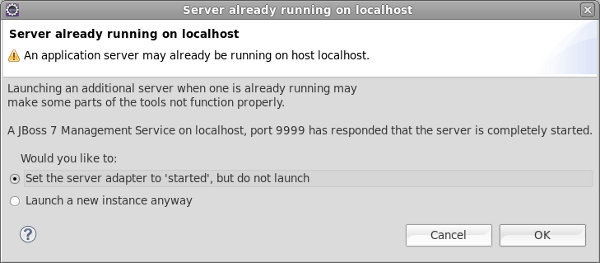 Server already running on localhost
Server already running on localhost
An application server may already be running on host localhost.
Launching an additional server when one is already running may
make some parts of the tools not function properly.
A JBoss 7 Management Service on localhost, port 9999 has responded that the server is completely started.
Would you like to:
Set the server adapter to 'started', but do not launch
Launch a new instance anyway
? Cancel OK